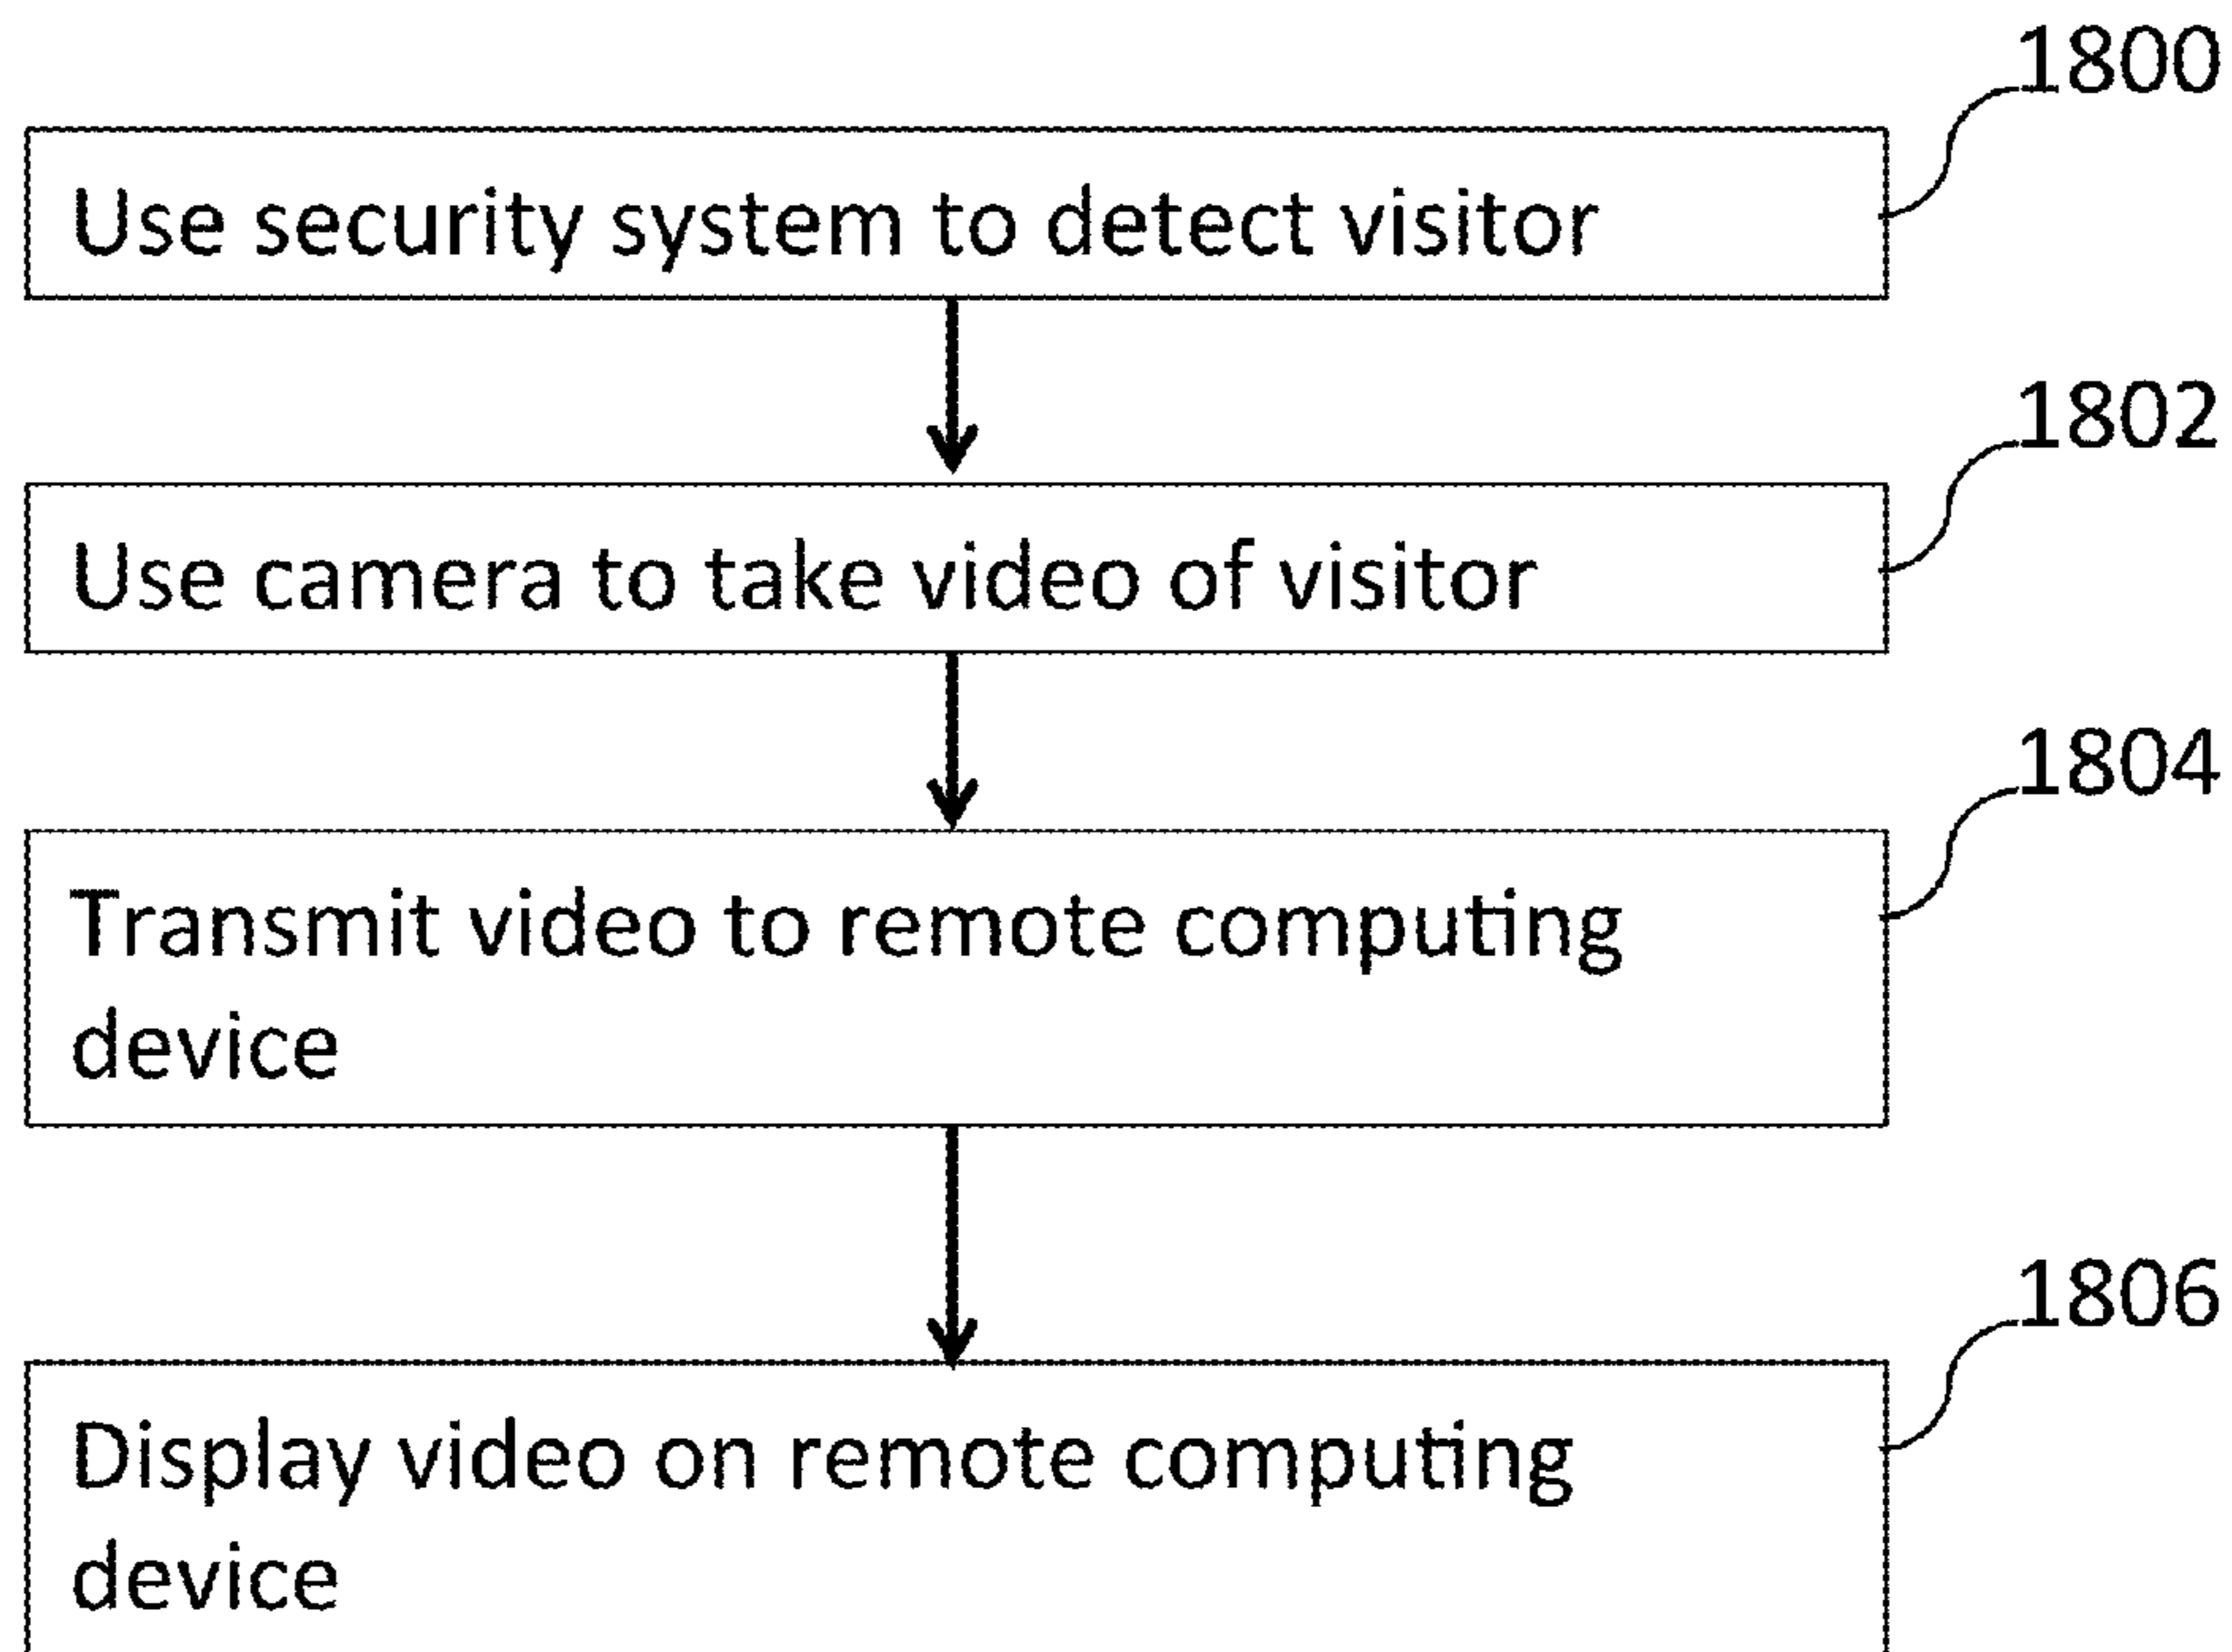 1800
Use security system to detect visitor
1802
Use camera to take video of visitor
1804
Transmit video to remote computing
device
1806
Display video on remote computing
device